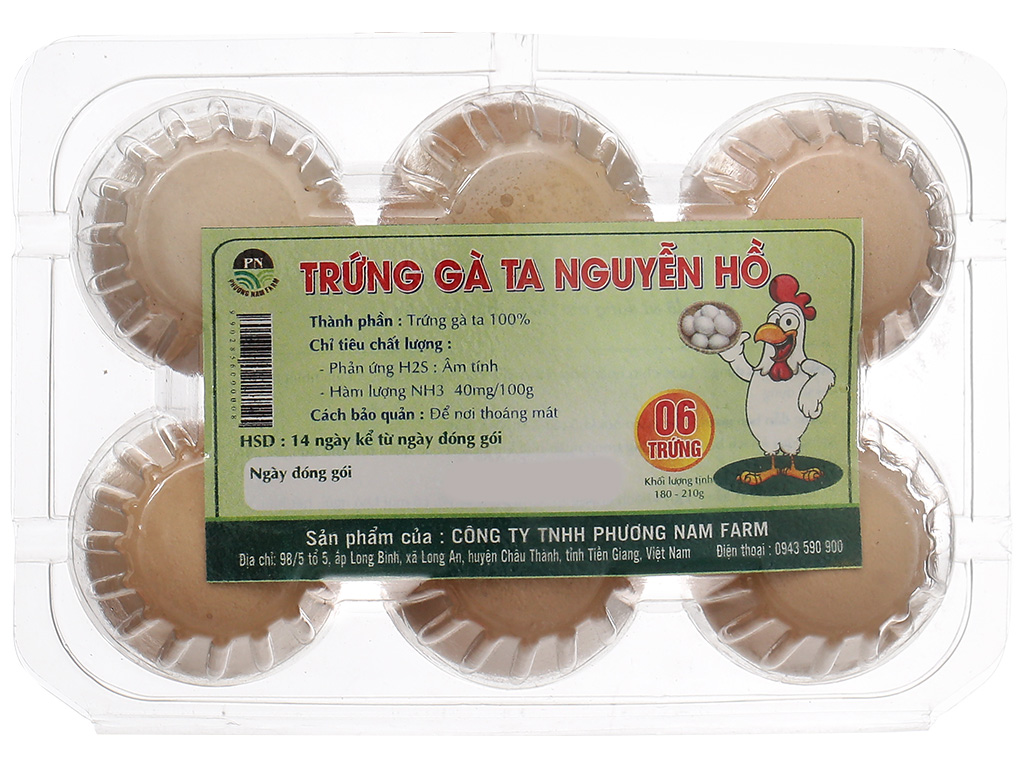 PN
PHƯƠNG NAM FARM
TRỨNG GÀ TA NGUYỄN HỒ
Thành phần : Trứng gà ta 100%
Chỉ tiêu chất lượng :
- Phản ứng H2S : Âm tính
- Hàm lượng NH3 40mg/100g
Cách bảo quản : Để nơi thoáng mát
HSD : 14 ngày kể từ ngày đóng gói
Ngày đóng gói
06
TRỨNG
Khối lượng tịnh
180 - 210g
Sản phẩm của : CÔNG TY TNHH PHƯƠNG NAM FARM
Địa chỉ: 98/5 tổ 5, ấp Long Bình, xã Long An, huyện Châu Thành, tỉnh Tiền Giang, Việt Nam Điện thoại : 0943 590 900